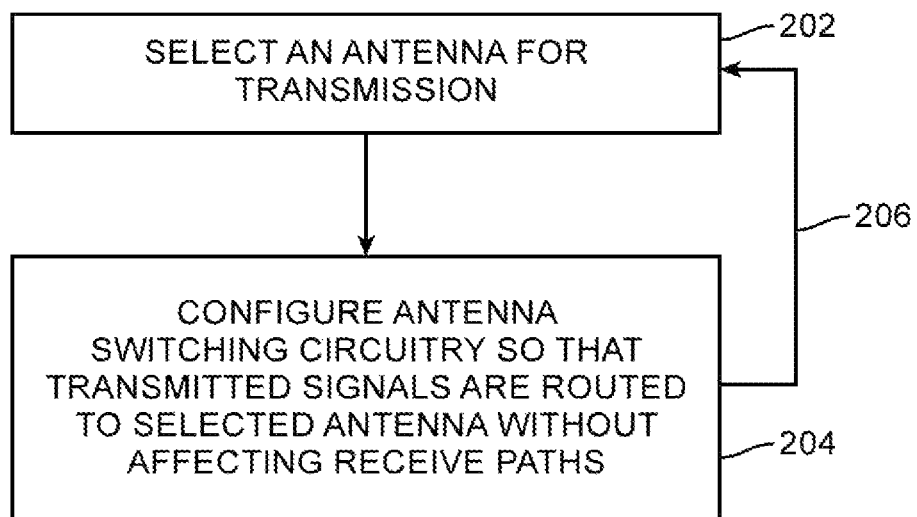 202
SELECT AN ANTENNA FOR
TRANSMISSION
206
CONFIGURE ANTENNA
SWITCHING CIRCUITRY SO THAT
TRANSMITTED SIGNALS ARE ROUTED
TO SELECTED ANTENNA WITHOUT
AFFECTING RECEIVE PATHS
204